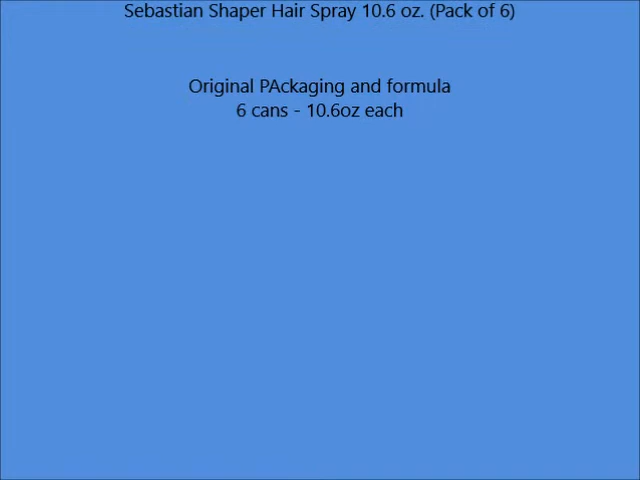 Sebastian Shaper Hair Spray 10.6 oz. (Pack of 6)
Original PAckaging and formula
6 cans - 10.6oz each